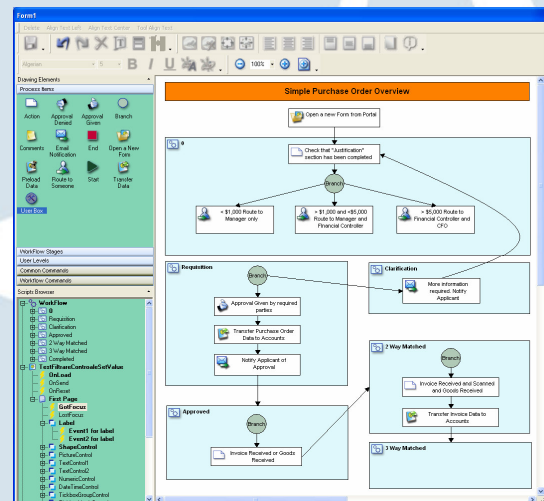 Form1
Delete Align Text Left Align Text Center Text Align Text
Algerian 5 B I U 100%
Drawing Elements
Process Items
Action Approval Denied Approval Given Branch
Comments Email Notification End Open a New Form
Preload Data Route to Someone Start Transfer Data
User Box
WorkFlow Stages
User Levels
Common Commands
Workflow Commands
Scripts Browser
WorkFlow
0
Requisition
Clarification
Approved
2 Way Matched
3 Way Matched
Completed
TestFiltrareControaleSetValue
OnLoad
OnSend
OnReset
First Page
GotFocus
LostFocus
Label
Event1 for label
Event2 for label
ShapeControl
PictureControl
TextControl1
TextControl2
NumericControl
DateTimeControl
TickboxGroupControl
Simple Purchase Order Overview
Open a new Form from Portal
0
Check that "Justification"
section has been completed
Branch
< $1,000 Route to
Manager only
> $1,000 and <$5,000
Route to Manager and
Financial Controller
> $5,000 Route to
Financial Controller and
CFO
Requisition
Branch
Approval Given by required
parties
Transfer Purchase Order
Data to Accounts
Notify Applicant of
Approval
Clarification
More information
required. Notify
Applicant
Approved
Branch
Invoice Received or Goods
Received
2 Way Matched
Branch
Invoice Received and Scanned
and Goods Received
Transfer Invoice Data to
Accounts
3 Way Matched